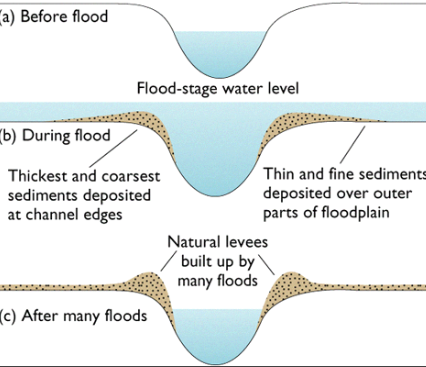 (a) Before flood
Flood-stage water level
(b) During flood
Thickest and coarsest
sediments deposited
at channel edges
Thin and fine sediments
deposited over outer
parts of floodplain
Natural levees
built up by
many floods
(c) After many floods